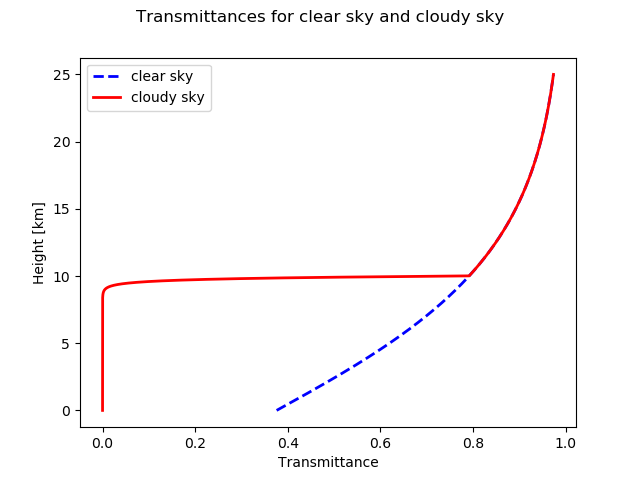 Transmittances for clear sky and cloudy sky
clear sky
cloudy sky
Height [km]
25
20
15
10
5
0
0.0 0.2 0.4 0.6 0.8 1.0
Transmittance